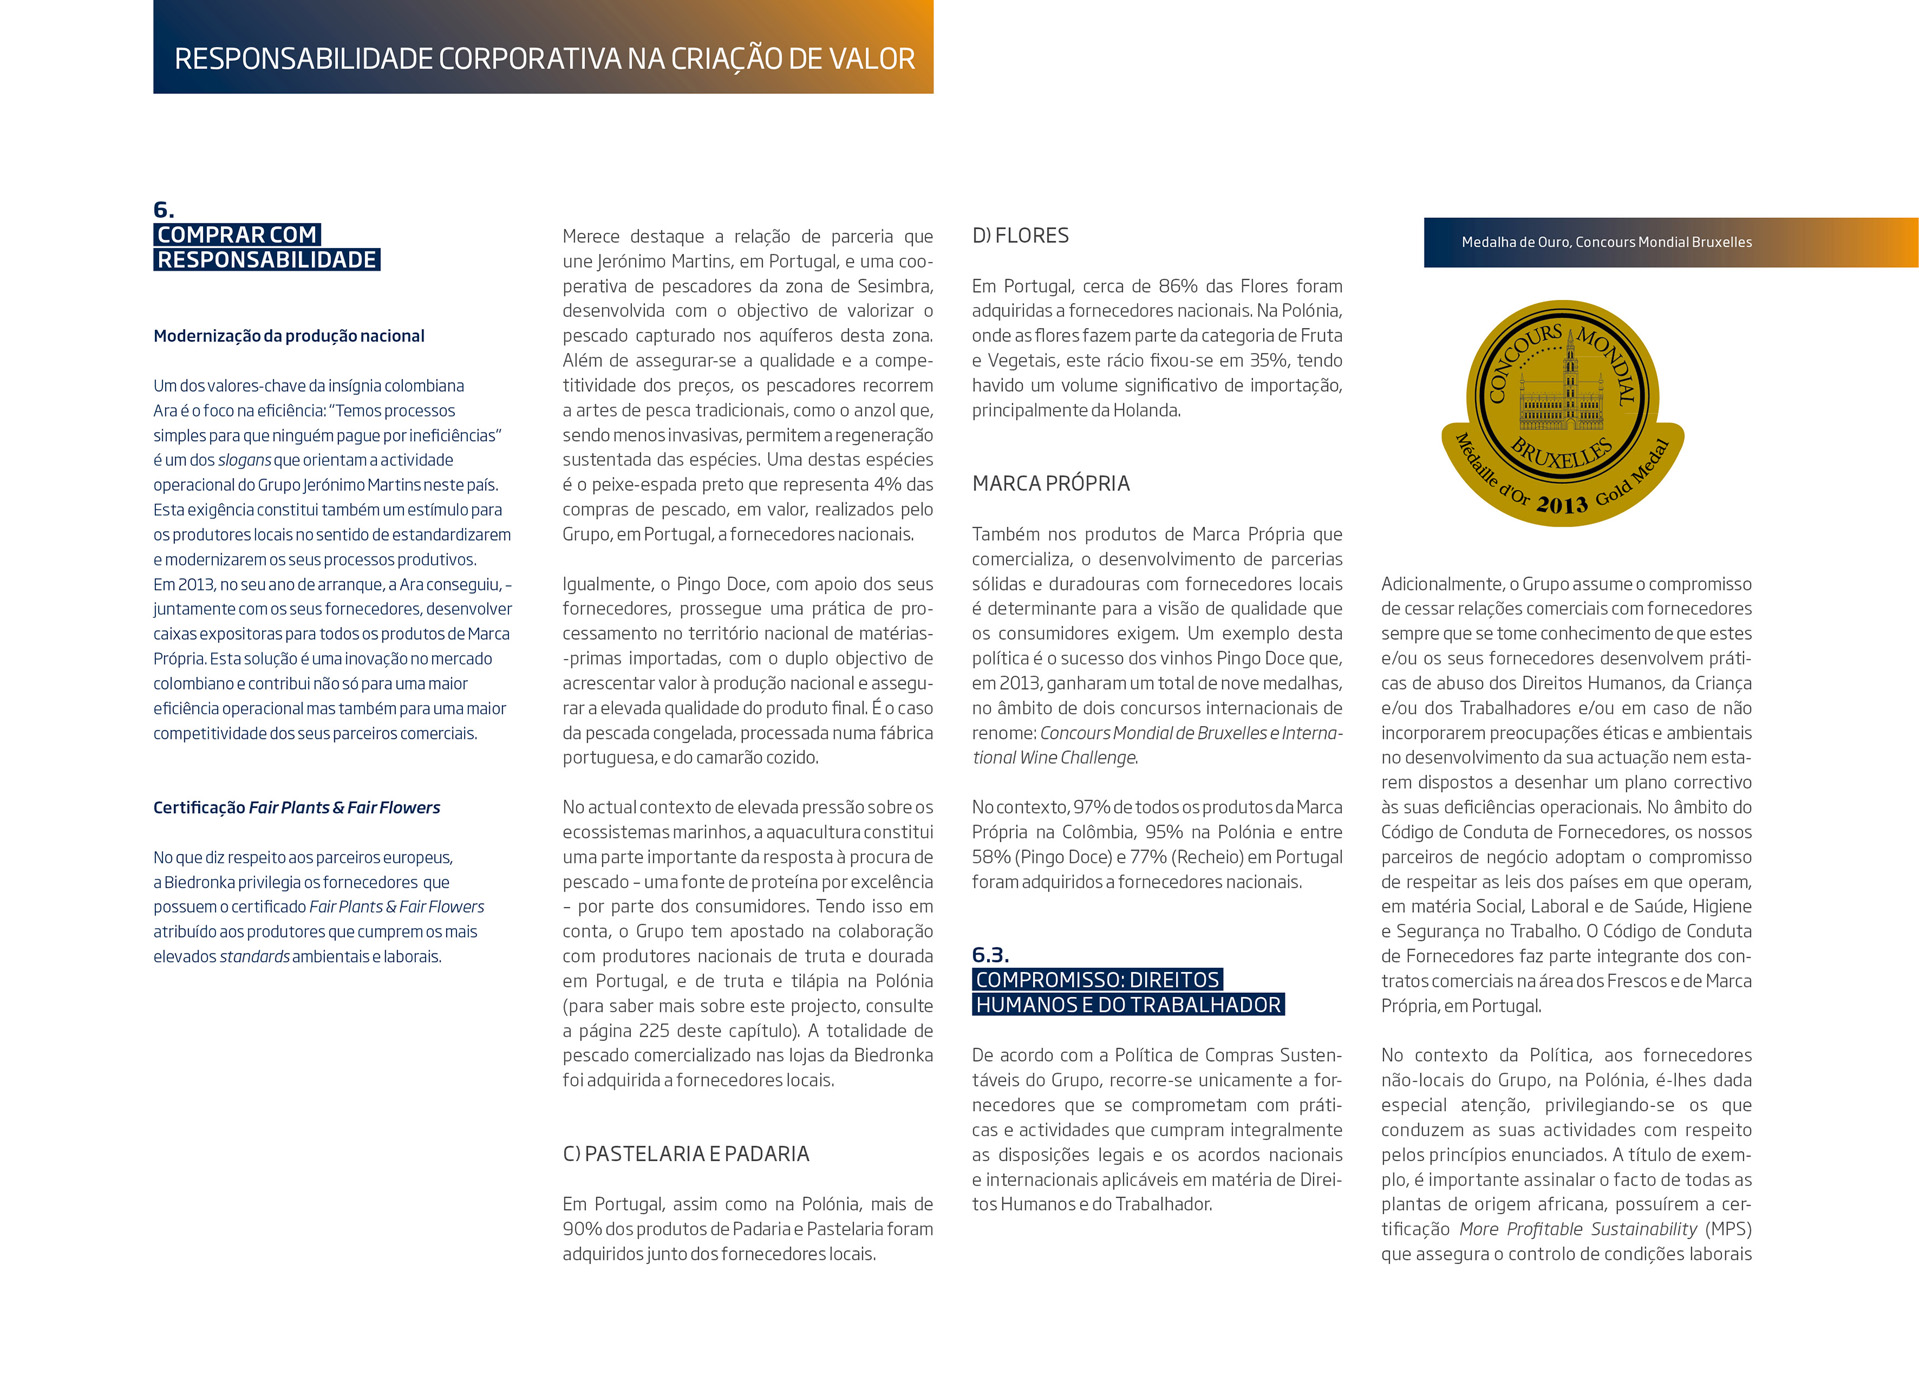 RESPONSABILIDADE CORPORATIVA NA CRIAÇÃO DE VALOR
6.
COMPRAR COM
RESPONSABILIDADE
Modernização da produção nacional
Um dos valores-chave da insígnia colombiana
Ara é o foco na eficiência: “Temos processos
simples para que ninguém pague por ineficiências”
é um dos slogans que orientam a actividade
operacional do Grupo Jerónimo Martins neste país.
Esta exigência constitui também um estímulo para
os produtores locais no sentido de estandardizarem
e modernizarem os seus processos produtivos.
Em 2013, no seu ano de arranque, a Ara conseguiu, –
juntamente com os seus fornecedores, desenvolver
caixas expositoras para todos os produtos de Marca
Própria. Esta solução é uma inovação no mercado
colombiano e contribui não só para uma maior
eficiência operacional mas também para uma maior
competitividade dos seus parceiros comerciais.
Certificação Fair Plants & Fair Flowers
No que diz respeito aos parceiros europeus,
a Biedronka privilegia os fornecedores que
possuem o certificado Fair Plants & Fair Flowers
atribuído aos produtores que cumprem os mais
elevados standards ambientais e laborais.
Merece destaque a relação de parceria que
une Jerónimo Martins, em Portugal, e uma coo-
perativa de pescadores da zona de Sesimbra,
desenvolvida com o objectivo de valorizar o
pescado capturado nos aquíferos desta zona.
Além de assegurar-se a qualidade e a compe-
titividade dos preços, os pescadores recorrem
a artes de pesca tradicionais, como o anzol que,
sendo menos invasivas, permitem a regeneração
sustentada das espécies. Uma destas espécies
é o peixe-espada preto que representa 4% das
compras de pescado, em valor, realizados pelo
Grupo, em Portugal, a fornecedores nacionais.
Igualmente, o Pingo Doce, com apoio dos seus
fornecedores, prossegue uma prática de pro-
cessamento no território nacional de matérias-
-primas importadas, com o duplo objectivo de
acrescentar valor à produção nacional e assegu-
rar a elevada qualidade do produto final. É o caso
da pescada congelada, processada numa fábrica
portuguesa, e do camarão cozido.
No actual contexto de elevada pressão sobre os
ecossistemas marinhos, a aquacultura constitui
uma parte importante da resposta à procura de
pescado – uma fonte de proteína por excelência
– por parte dos consumidores. Tendo isso em
conta, o Grupo tem apostado na colaboração
com produtores nacionais de truta e dourada
em Portugal, e de truta e tilápia na Polónia
(para saber mais sobre este projecto, consulte
a página 225 deste capítulo). A totalidade de
pescado comercializado nas lojas da Biedronka
foi adquirida a fornecedores locais.
C) PASTELARIA E PADARIA
Em Portugal, assim como na Polónia, mais de
90% dos produtos de Padaria e Pastelaria foram
adquiridos junto dos fornecedores locais.
D) FLORES
Em Portugal, cerca de 86% das Flores foram
adquiridas a fornecedores nacionais. Na Polónia,
onde as flores fazem parte da categoria de Fruta
e Vegetais, este rácio fixou-se em 35%, tendo
havido um volume significativo de importação,
principalmente da Holanda.
MARCA PRÓPRIA
Também nos produtos de Marca Própria que
comercializa, o desenvolvimento de parcerias
sólidas e duradouras com fornecedores locais
é determinante para a visão de qualidade que
os consumidores exigem. Um exemplo desta
política é o sucesso dos vinhos Pingo Doce que,
em 2013, ganharam um total de nove medalhas,
no âmbito de dois concursos internacionais de
renome: Concours Mondial de Bruxelles e Interna-
tional Wine Challenge.
No contexto, 97% de todos os produtos da Marca
Própria na Colômbia, 95% na Polónia e entre
58% (Pingo Doce) e 77% (Recheio) em Portugal
foram adquiridos a fornecedores nacionais.
6.3.
COMPROMISSO: DIREITOS
HUMANOS E DO TRABALHADOR
De acordo com a Política de Compras Susten-
táveis do Grupo, recorre-se unicamente a for-
necedores que se comprometam com práti-
cas e actividades que cumpram integralmente
as disposições legais e os acordos nacionais
e internacionais aplicáveis em matéria de Direi-
tos Humanos e do Trabalhador.
Medalha de Ouro, Concours Mondial Bruxelles
CONCOURS MONDIAL
BRUXELLES
Médaille d'Or 2013 Gold Medal
Adicionalmente, o Grupo assume o compromisso
de cessar relações comerciais com fornecedores
sempre que se tome conhecimento de que estes
e/ou os seus fornecedores desenvolvem práti-
cas de abuso dos Direitos Humanos, da Criança
e/ou dos Trabalhadores e/ou em caso de não
incorporarem preocupações éticas e ambientais
no desenvolvimento da sua actuação nem esta-
rem dispostos a desenhar um plano correctivo
às suas deficiências operacionais. No âmbito do
Código de Conduta de Fornecedores, os nossos
parceiros de negócio adoptam o compromisso
de respeitar as leis dos países em que operam,
em matéria Social, Laboral e de Saúde, Higiene
e Segurança no Trabalho. O Código de Conduta
de Fornecedores faz parte integrante dos con-
tratos comerciais na área dos Frescos e de Marca
Própria, em Portugal.
No contexto da Política, aos fornecedores
não-locais do Grupo, na Polónia, é-lhes dada
especial atenção, privilegiando-se os que
conduzem as suas actividades com respeito
pelos princípios enunciados. A título de exem-
plo, é importante assinalar o facto de todas as
plantas de origem africana, possuírem a cer-
tificação More Profitable Sustainability (MPS)
que assegura o controlo de condições laborais